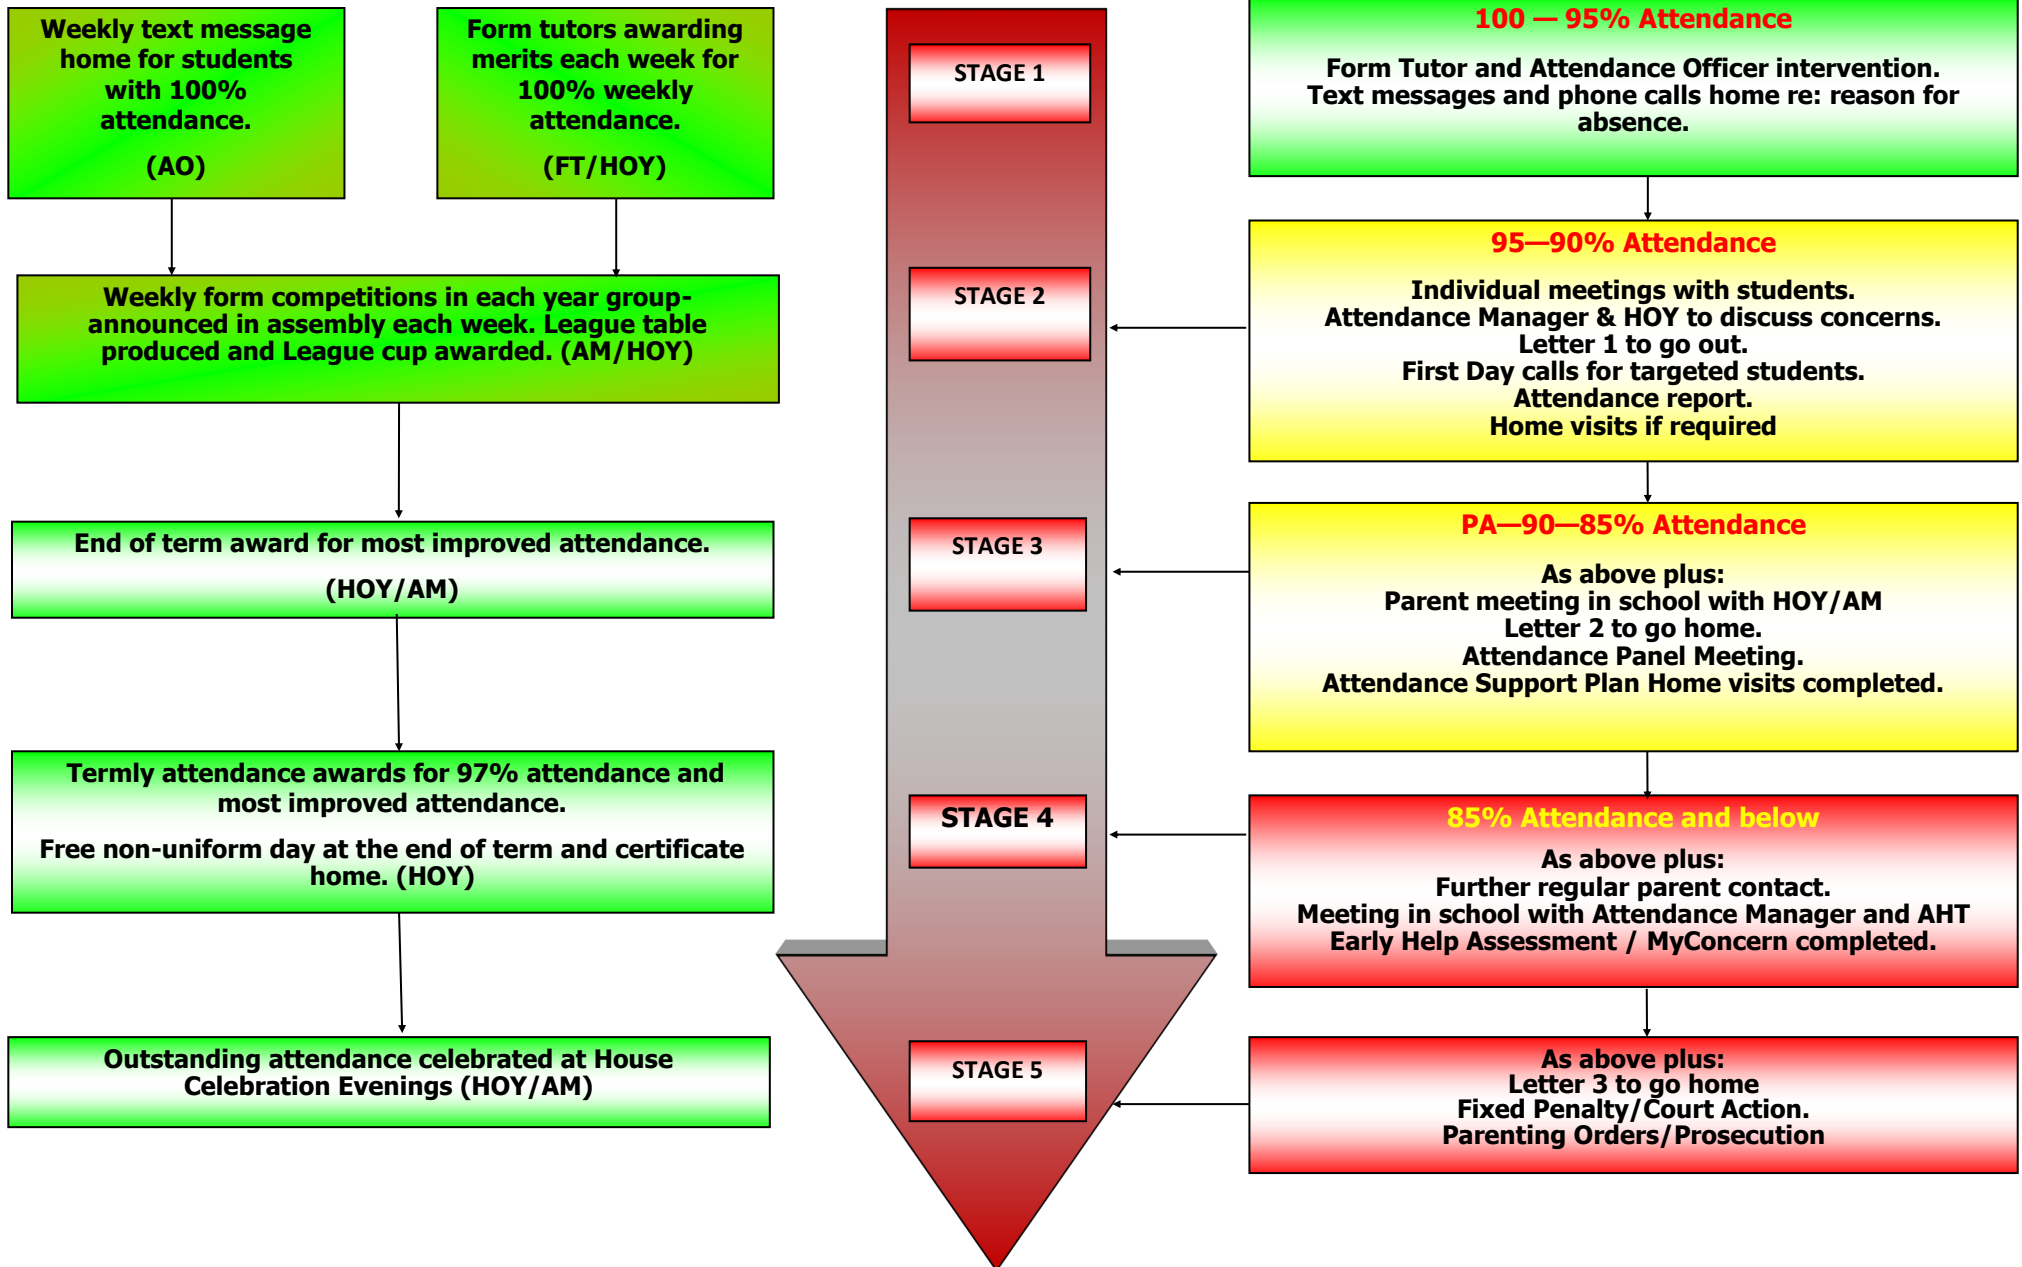 Weekly text message
home for students
with 100%
attendance.
(AO)
Form tutors awarding
merits each week for
100% weekly
attendance.
(FT/HOY)
Weekly form competitions in each year group-
announced in assembly each week. League table
produced and League cup awarded. (AM/HOY)
End of term award for most improved attendance.
(HOY/AM)
Termly attendance awards for 97% attendance and
most improved attendance.
Free non-uniform day at the end of term and certificate
home. (HOY)
Outstanding attendance celebrated at House
Celebration Evenings (HOY/AM)
STAGE 1
STAGE 2
STAGE 3
STAGE 4
STAGE 5
100 — 95% Attendance
Form Tutor and Attendance Officer intervention.
Text messages and phone calls home re: reason for
absence.
95—90% Attendance
Individual meetings with students.
Attendance Manager & HOY to discuss concerns.
Letter 1 to go out.
First Day calls for targeted students.
Attendance report.
Home visits if required
PA—90—85% Attendance
As above plus:
Parent meeting in school with HOY/AM
Letter 2 to go home.
Attendance Panel Meeting.
Attendance Support Plan Home visits completed.
85% Attendance and below
As above plus:
Further regular parent contact.
Meeting in school with Attendance Manager and AHT
Early Help Assessment / MyConcern completed.
As above plus:
Letter 3 to go home
Fixed Penalty/Court Action.
Parenting Orders/Prosecution